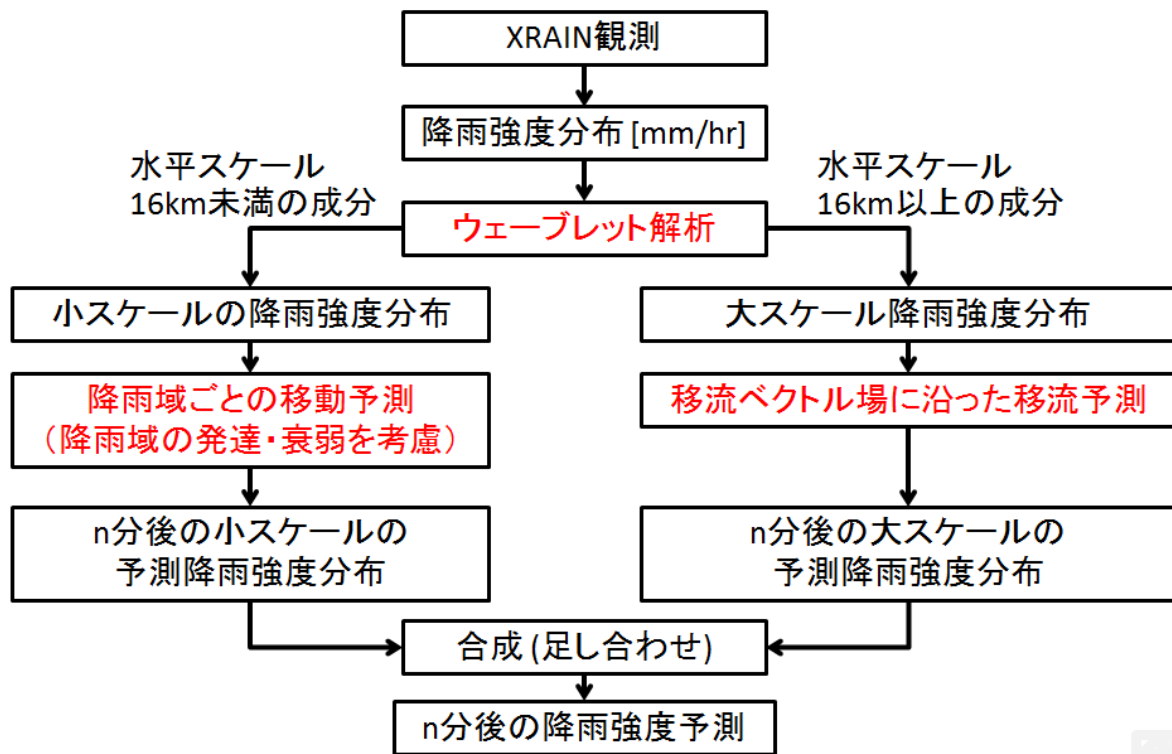 XRAIN観測
降雨強度分布 [mm/hr]
水平スケール
16km未満の成分
水平スケール
16km以上の成分
ウェーブレット解析
小スケールの降雨強度分布
大スケール降雨強度分布
降雨域ごとの移動予測
（降雨域の発達・衰弱を考慮）
移流ベクトル場に沿った移流予測
n分後の小スケールの
予測降雨強度分布
n分後の大スケールの
予測降雨強度分布
合成 (足し合わせ)
n分後の降雨強度予測